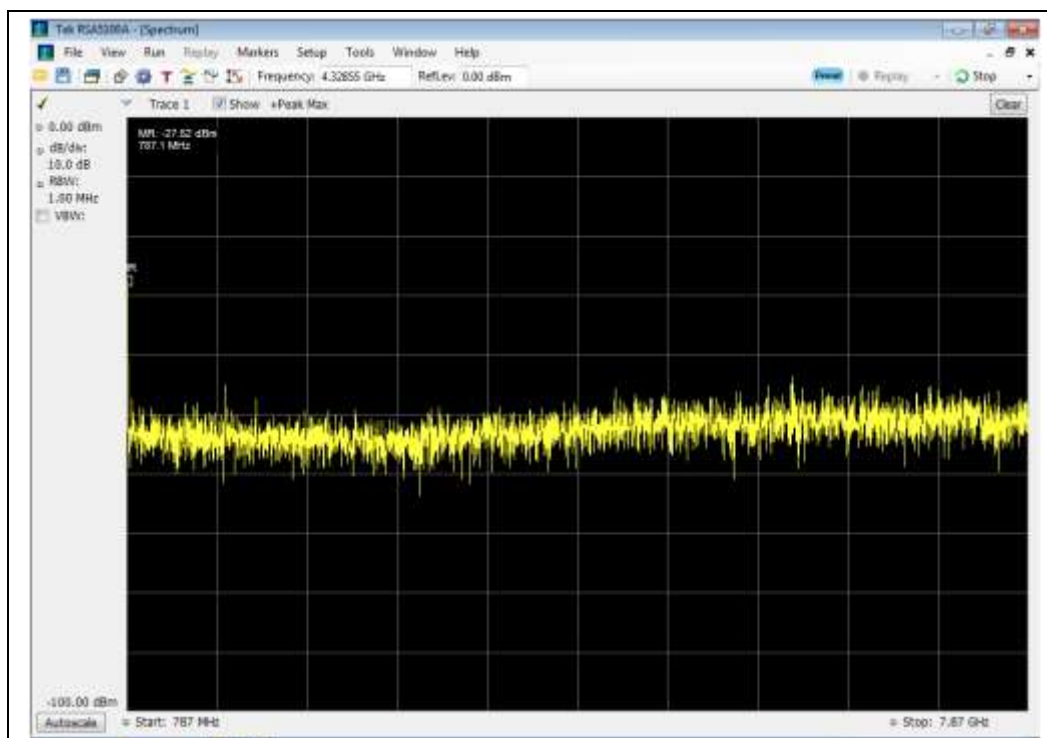 Tek RSA5106A - [Spectrum]
File View Run Replay Markers Setup Tools Window Help
Frequency: 4.32855 GHz RefLev: 0.00 dBm Preset Replay Stop
Trace 1 Show +Peak Max Clear
0.00 dBm
dB/div:
10.0 dB
RBW:
1.00 MHz
VBW:
MR: -27.52 dBm
787.1 MHz
-100.00 dBm
Autoscale Start: 787 MHz Stop: 7.87 GHz